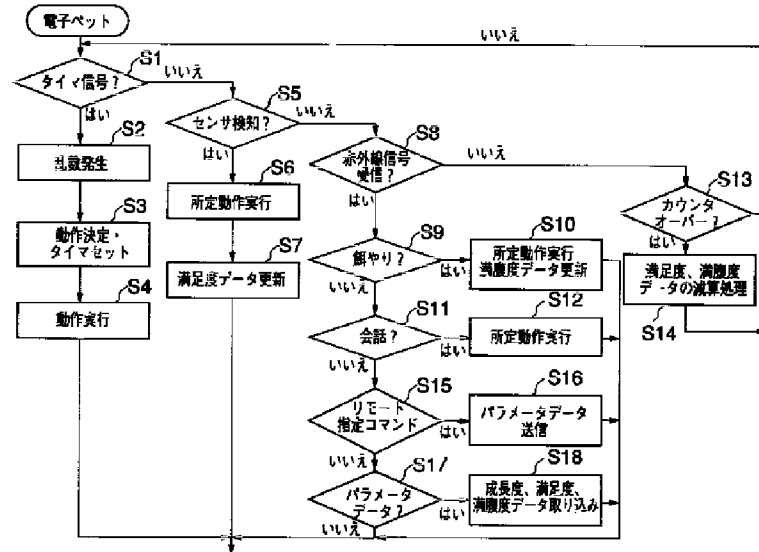 電子ペット
いいえ
S1
タイマ信号?
いいえ
はい
S2
乱数発生
S3
動作決定・
タイマセット
S4
動作実行
S5
センサ検知?
いいえ
はい
S6
所定動作実行
S7
満足度データ更新
S8
赤外線信号
受信?
いいえ
はい
S9
餌やり?
はい
いいえ
S10
所定動作実行
満腹度データ更新
S11
会話?
はい
いいえ
S12
所定動作実行
S13
カウンタ
オーバー?
はい
満足度、満腹度
データの減算処理
S14
S15
リモート
指定コマンド
はい
いいえ
S16
パラメータデータ
送信
S17
パラメータ
データ?
はい
いいえ
S18
成長度、満足度、
満腹度データ取り込み